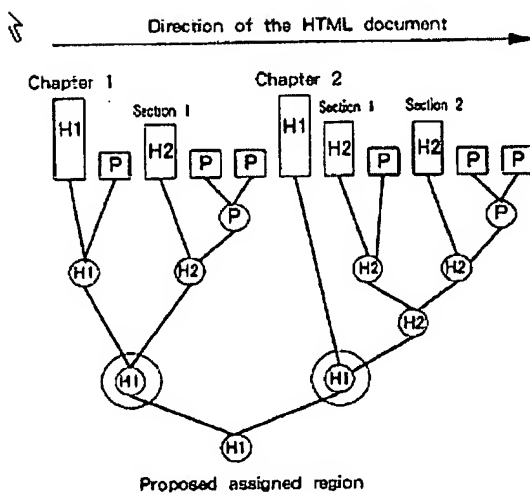 Direction of the HTML document
Chapter 1
Chapter 2
Section 1
Section 1
Section 2
H1
P
H2
P
P
H1
H2
P
H2
P
P
P
P
H1
H2
H2
H2
H2
H1
H1
H1
Proposed assigned region